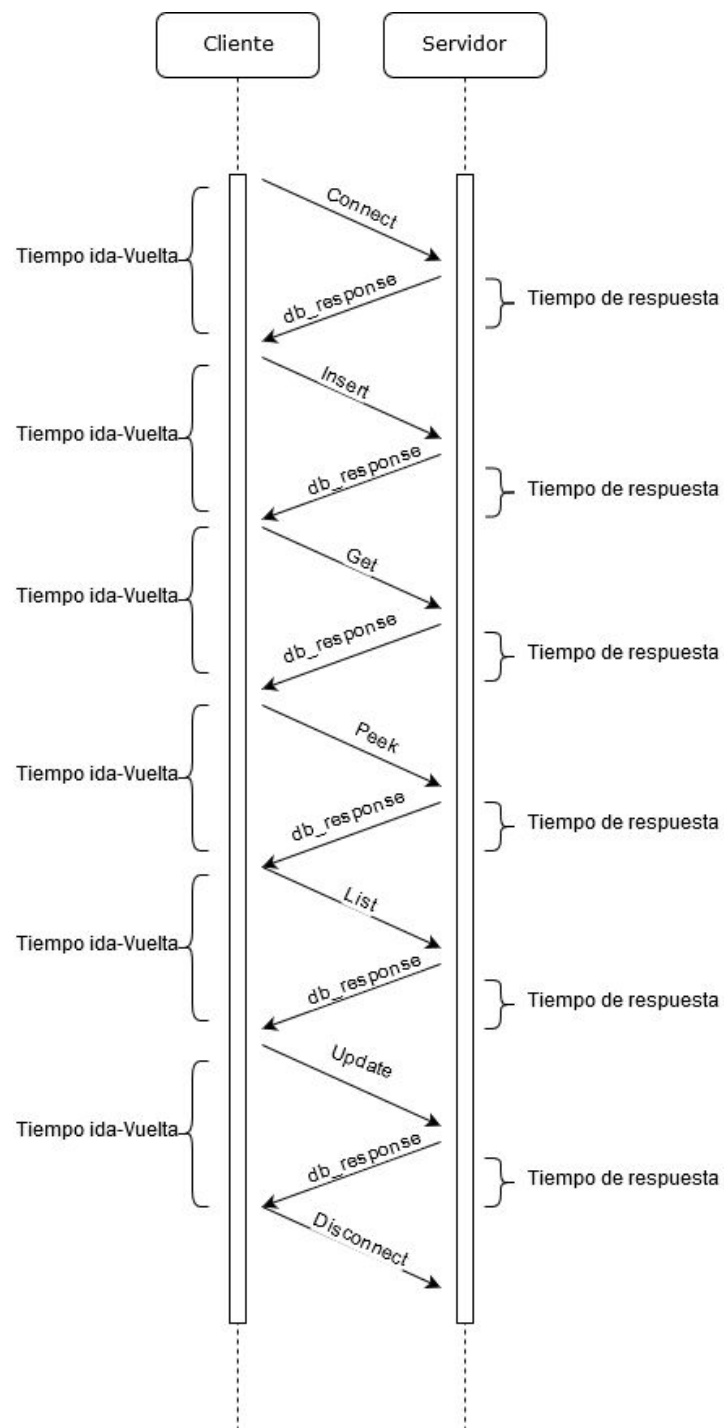 Cliente
Servidor
Connect
Tiempo ida-Vuelta
db_response
Tiempo de respuesta
Insert
Tiempo ida-Vuelta
db_response
Tiempo de respuesta
Get
Tiempo ida-Vuelta
db_response
Tiempo de respuesta
Peek
Tiempo ida-Vuelta
db_response
Tiempo de respuesta
List
Tiempo ida-Vuelta
db_response
Tiempo de respuesta
Update
Tiempo ida-Vuelta
db_response
Tiempo de respuesta
Disconnect